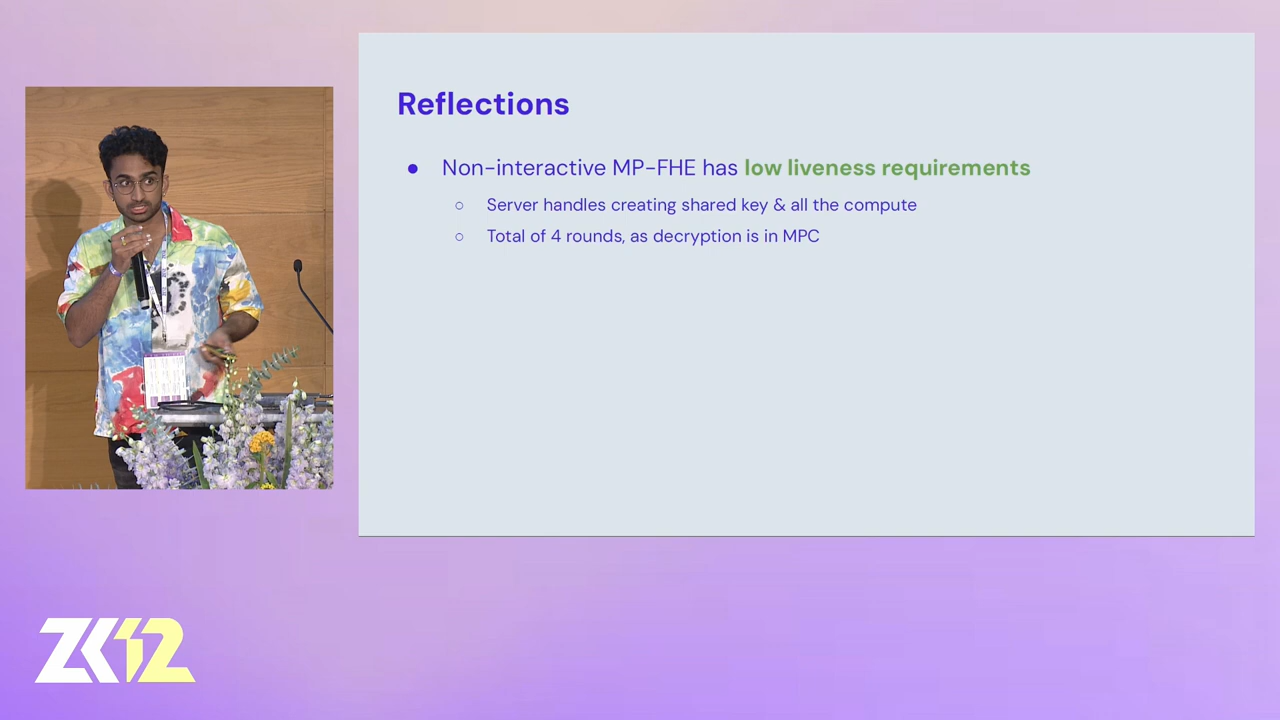 Reflections
● Non-interactive MP-FHE has low liveness requirements
○ Server handles creating shared key & all the compute
○ Total of 4 rounds, as decryption is in MPC
ZK12